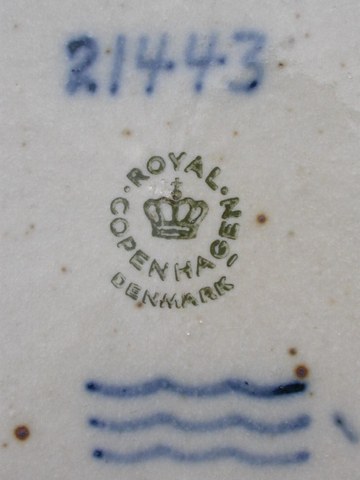 21443
ROYAL
COPENHAGEN
DENMARK